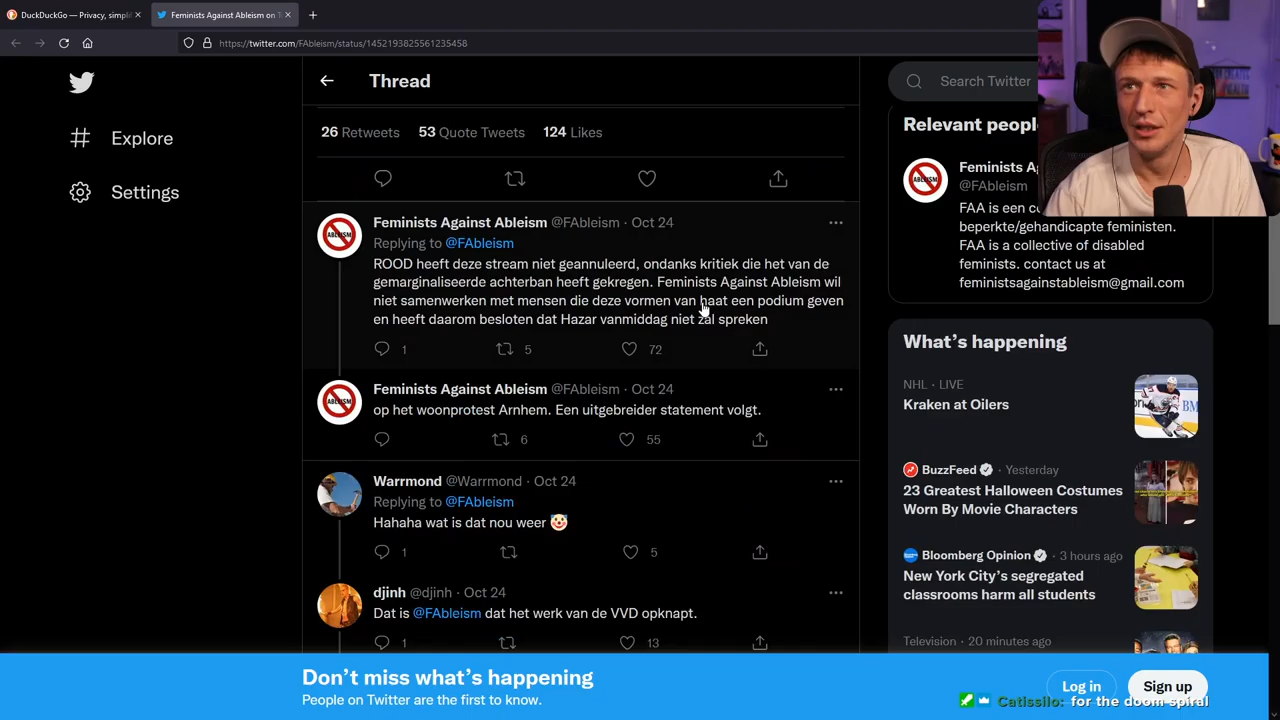 DuckDuckGo — Privacy, simplif
Feminists Against Ableism on T
https://twitter.com/FAbleism/status/1452193825561235458
Explore
Settings
Thread
26 Retweets 53 Quote Tweets 124 Likes
Feminists Against Ableism @FAbleism · Oct 24
Replying to @FAbleism
ROOD heeft deze stream niet geannuleerd, ondanks kritiek die het van de
gemarginaliseerde achterban heeft gekregen. Feminists Against Ableism wil
niet samenwerken met mensen die deze vormen van haat een podium geven
en heeft daarom besloten dat Hazar vanmiddag niet zal spreken
1 5 72
Feminists Against Ableism @FAbleism · Oct 24
op het woonprotest Arnhem. Een uitgebreider statement volgt.
6 55
Warrmond @Warrmond · Oct 24
Replying to @FAbleism
Hahaha wat is dat nou weer 🤡
1 5
djinh @djinh · Oct 24
Dat is @FAbleism dat het werk van de VVD opknapt.
1 13
Search Twitter
Relevant peopl
Feminists A
@FAbleism
FAA is een co
beperkte/gehandicapte feministen.
FAA is a collective of disabled
feminists. contact us at
feministsagainstableism@gmail.com
What's happening
NHL · LIVE
Kraken at Oilers
BuzzFeed · Yesterday
23 Greatest Halloween Costumes
Worn By Movie Characters
Bloomberg Opinion · 3 hours ago
New York City's segregated
classrooms harm all students
Television · 20 minutes ago
Don't miss what's happening
People on Twitter are the first to know.
Log in
Sign up
Catissilo: for the doom spiral